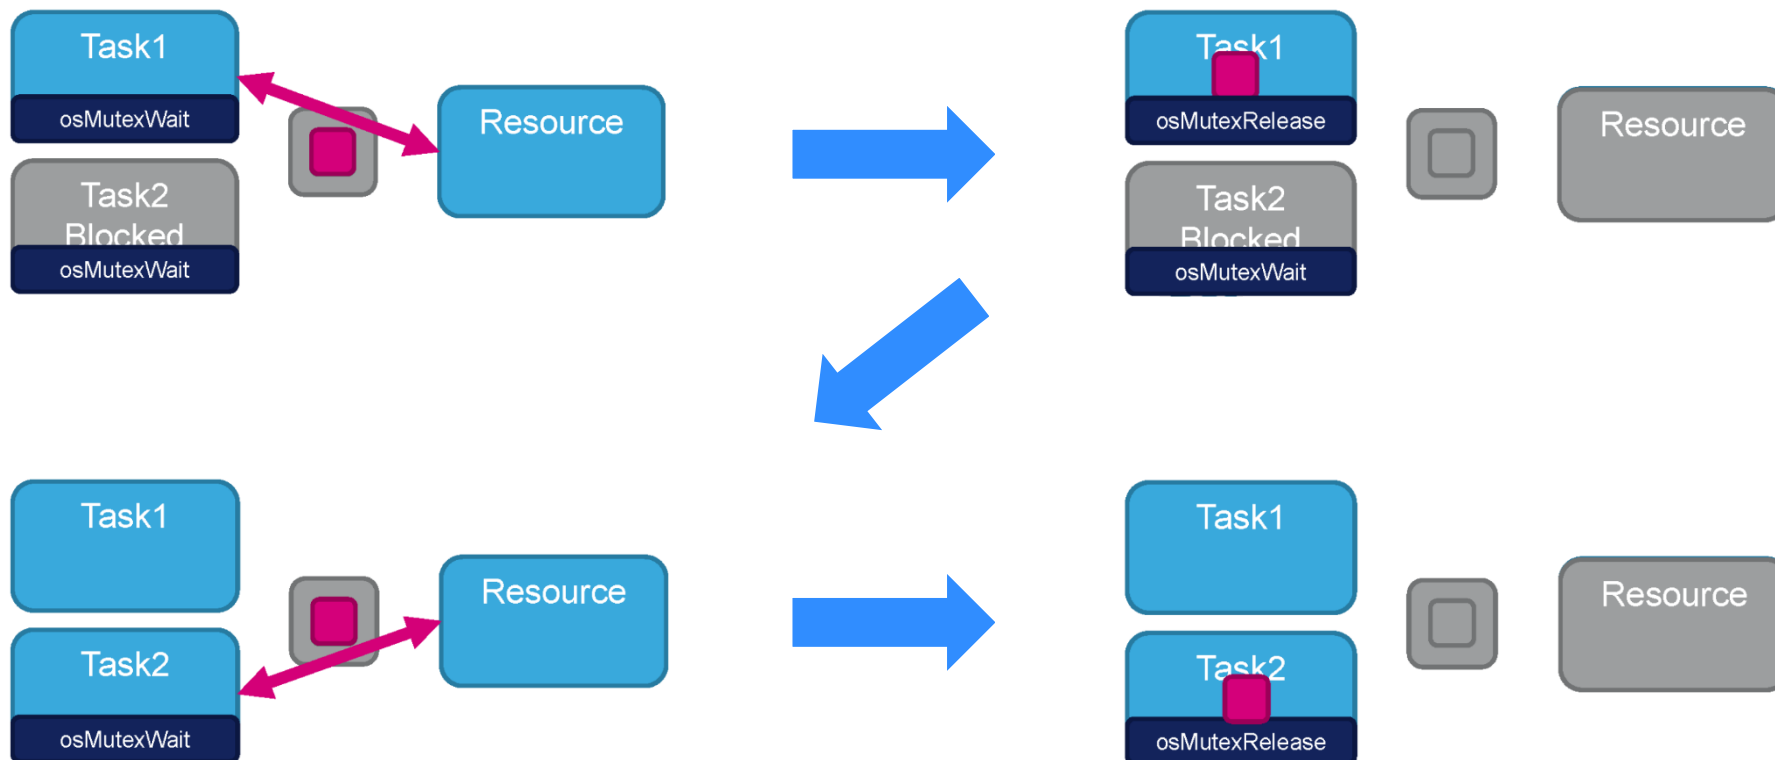 Task1
osMutexWait
Task2
Blocked
osMutexWait
Resource
Task1
osMutexRelease
Task2
Blocked
osMutexWait
Resource
Task1
Task2
osMutexWait
Resource
Task1
Task2
osMutexRelease
Resource